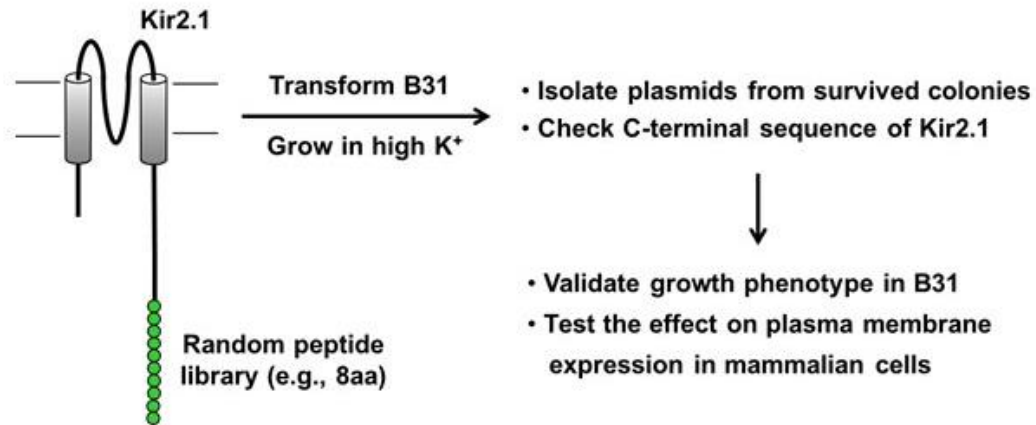 Kir2.1
Transform B31
Grow in high K⁺
• Isolate plasmids from survived colonies
• Check C-terminal sequence of Kir2.1
• Validate growth phenotype in B31
• Test the effect on plasma membrane
expression in mammalian cells
Random peptide
library (e.g., 8aa)